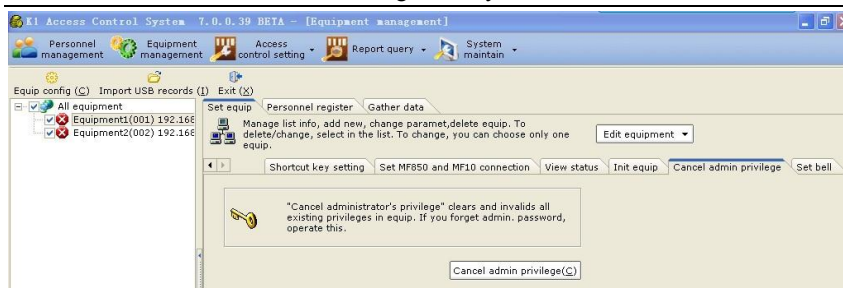 K1 Access Control System 7.0.0.39 BETA - [Equipment management]
Personnel management
Equipment management
Access control setting
Report query
System maintain
Equip config (C) Import USB records (I) Exit (X)
All equipment
Equipment1(001) 192.168
Equipment2(002) 192.168
Set equip Personnel register Gather data
Manage list info, add new, change paramet,delete equip. To
delete/change, select in the list. To change, you can choose only one
equip.
Edit equipment
Shortcut key setting Set MF850 and MF10 connection View status Init equip Cancel admin privilege Set bell
"Cancel administrator's privilege" clears and invalids all
existing privileges in equip. If you forget admin. password,
operate this.
Cancel admin privilege(C)